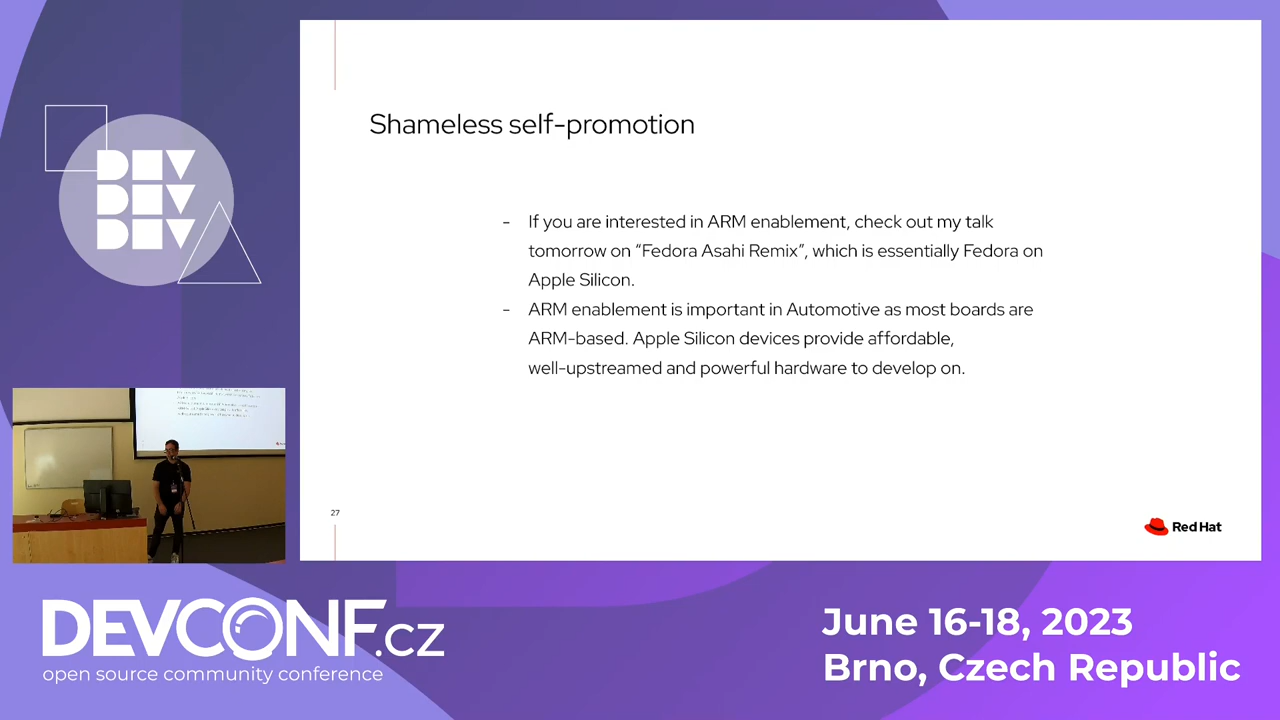 Shameless self-promotion
- If you are interested in ARM enablement, check out my talk
tomorrow on “Fedora Asahi Remix”, which is essentially Fedora on
Apple Silicon.
- ARM enablement is important in Automotive as most boards are
ARM-based. Apple Silicon devices provide affordable,
well-upstreamed and powerful hardware to develop on.
27
Red Hat
DEV
DEV
DEV
DEVCONF.cz
open source community conference
June 16-18, 2023
Brno, Czech Republic